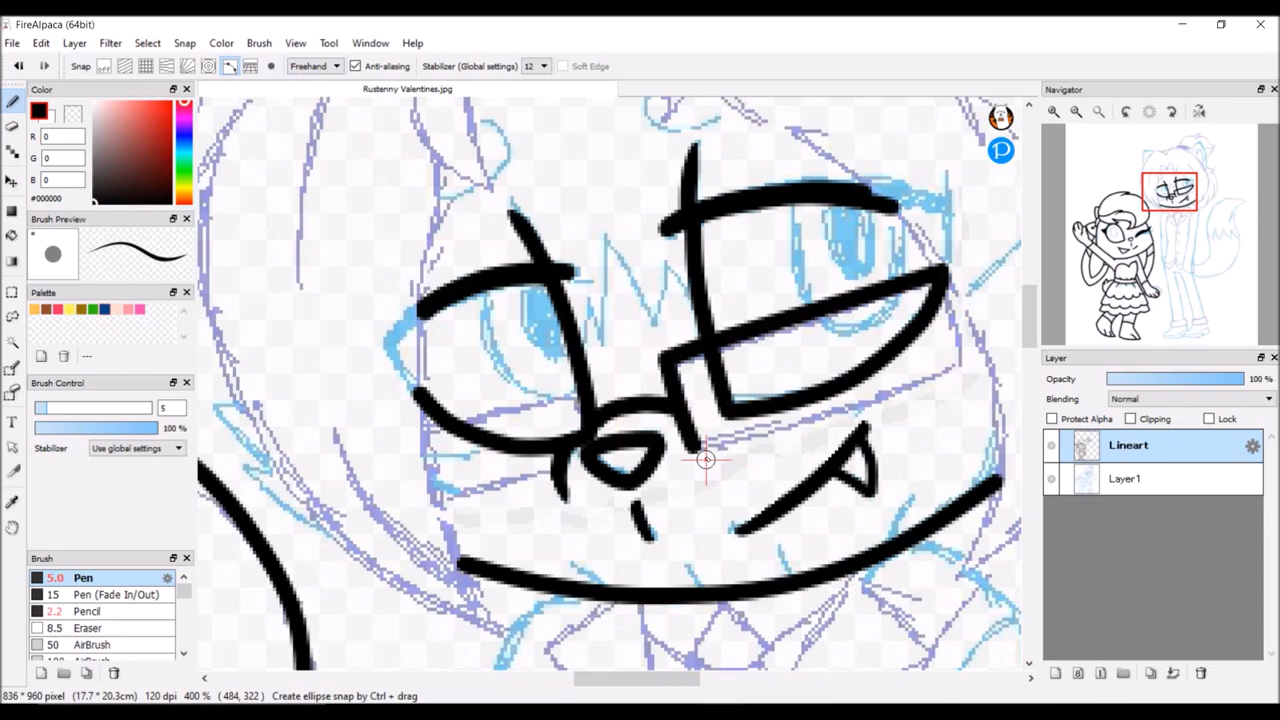 FireAlpaca (64bit)
File Edit Layer Filter Select Snap Color Brush View Tool Window Help
Snap off Freehand Anti-aliasing Stabilizer (Global settings) 12 Soft Edge
Color
Rustenny Valentines.jpg
Navigator
R 0
G 0
B 0
#000000
Brush Preview
Palette
---
Brush Control
5
100 %
Stabilizer Use global settings
Layer
Opacity 100 %
Blending Normal
Protect Alpha Clipping Lock
Lineart
Layer1
Brush
5.0 Pen
15 Pen (Fade In/Out)
2.2 Pencil
8.5 Eraser
50 AirBrush
100 AirBrush
836 * 960 pixel (17.7 * 20.3cm) 120 dpi 400 % ( 484, 322 ) Create ellipse snap by Ctrl + drag